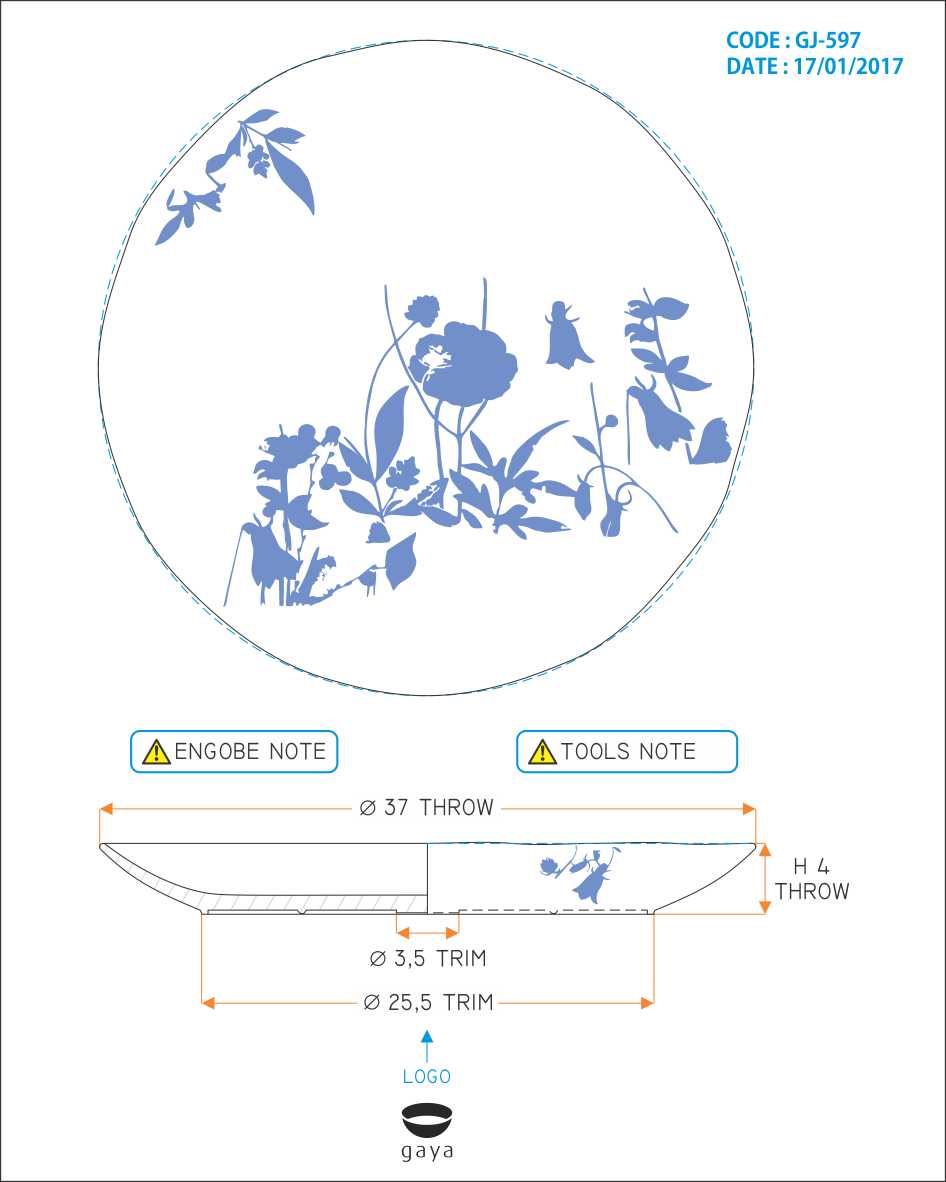 CODE : GJ-597
DATE : 17/01/2017
ENGOBE NOTE
TOOLS NOTE
⌀ 37 THROW
H 4
THROW
⌀ 3,5 TRIM
⌀ 25,5 TRIM
LOGO
gaya